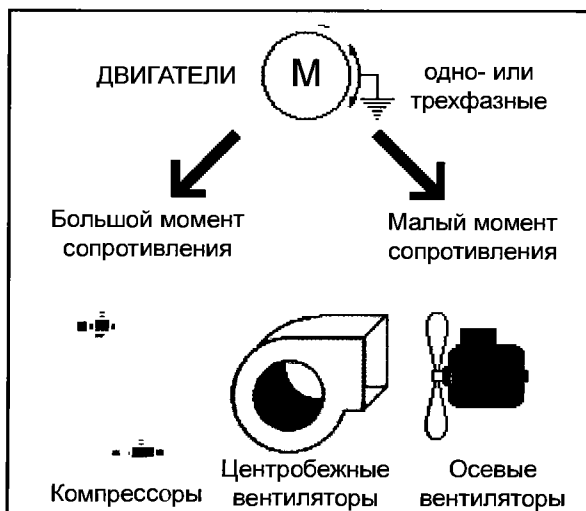 ДВИГАТЕЛИ
М
одно- или
трехфазные
Большой момент
сопротивления
Малый момент
сопротивления
Компрессоры
Центробежные
вентиляторы
Осевые
вентиляторы